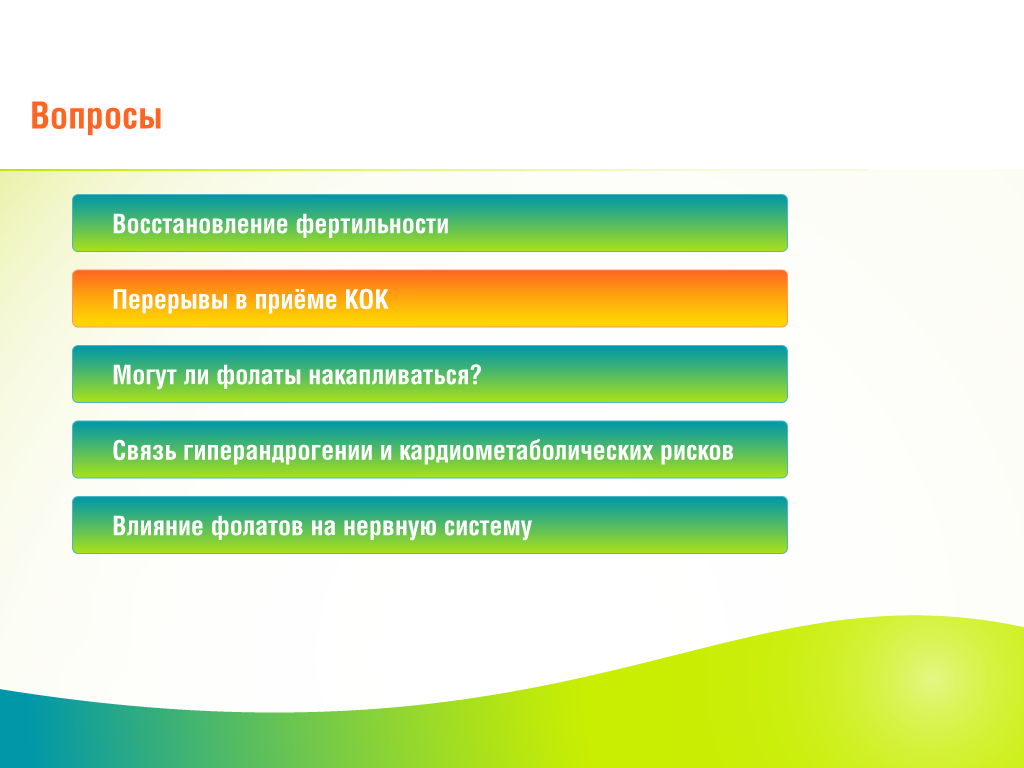 Вопросы
Восстановление фертильности
Перерывы в приёме КОК
Могут ли фолаты накапливаться?
Связь гиперандрогении и кардиометаболических рисков
Влияние фолатов на нервную систему